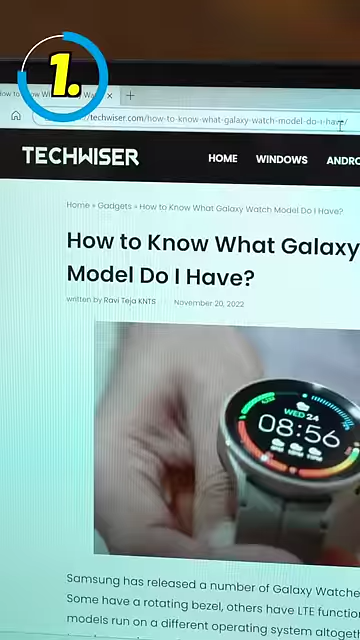 1.
techwiser.com/how-to-know-what-galaxy-watch-model-do-i-have/
TECHWISER
HOME WINDOWS ANDRO
Home » Gadgets » How to Know What Galaxy Watch Model Do I Have?
How to Know What Galaxy
Model Do I Have?
written by Ravi Teja KNTS November 20, 2022
WED 24
08:56
Samsung has released a number of Galaxy Watche
Some have a rotating bezel, others have LTE function
models run on a different operating system altoget